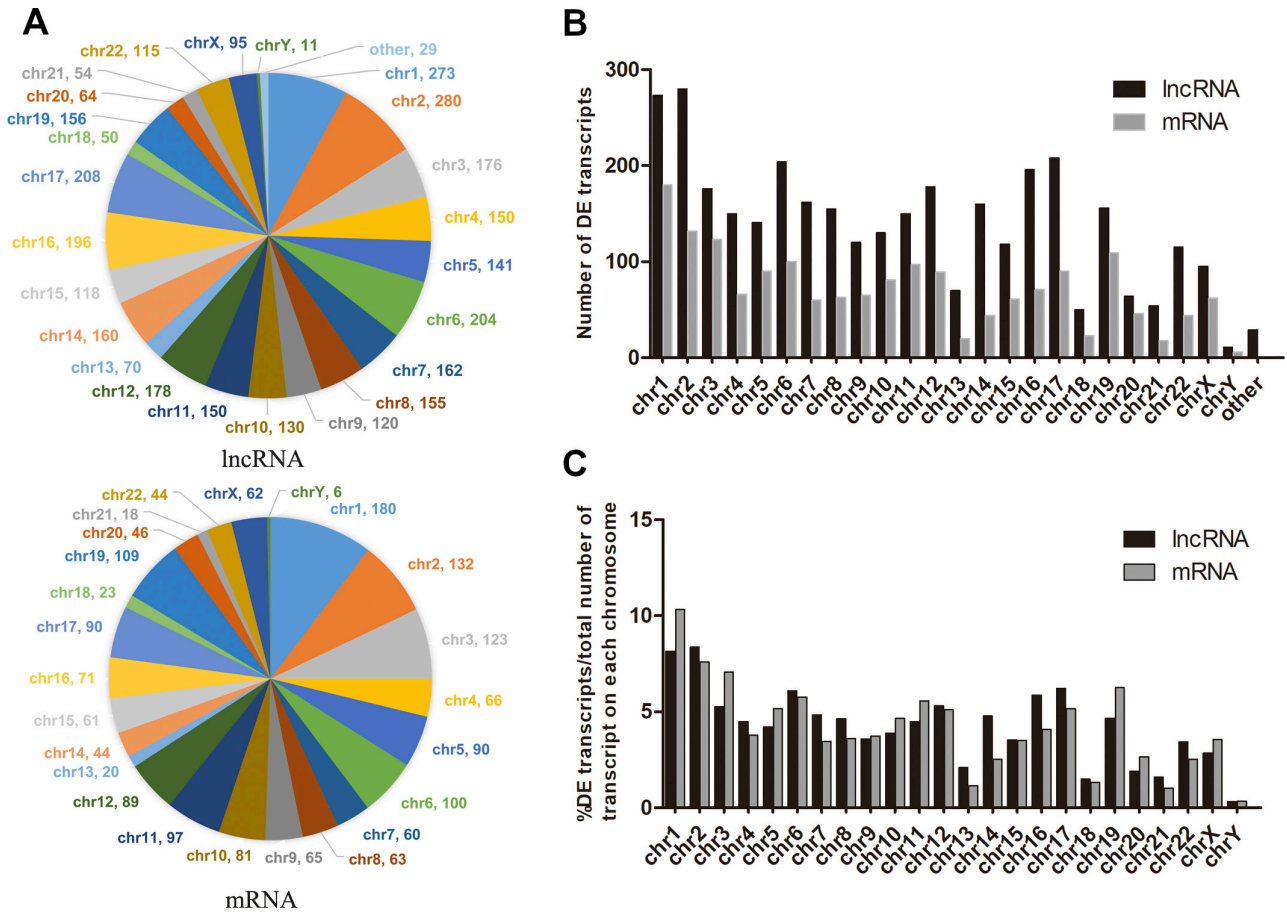 A
chrX, 95
chrY, 11
chr22, 115
other, 29
chr21, 54
chr1, 273
chr20, 64
chr2, 280
chr19, 156
chr18, 50
chr3, 176
chr17, 208
chr4, 150
chr16, 196
chr5, 141
chr15, 118
chr6, 204
chr14, 160
chr7, 162
chr13, 70
chr12, 178
chr8, 155
chr11, 150
chr9, 120
chr10, 130
lncRNA
chr22, 44
chrX, 62
chrY, 6
chr21, 18
chr1, 180
chr20, 46
chr19, 109
chr2, 132
chr18, 23
chr17, 90
chr3, 123
chr16, 71
chr4, 66
chr15, 61
chr5, 90
chr14, 44
chr13, 20
chr12, 89
chr6, 100
chr11, 97
chr7, 60
chr10, 81
chr9, 65
chr8, 63
mRNA
B
300
200
100
0
Number of DE transcripts
lncRNA
mRNA
chr1
chr2
chr3
chr4
chr5
chr6
chr7
chr8
chr9
chr10
chr11
chr12
chr13
chr14
chr15
chr16
chr17
chr18
chr19
chr20
chr21
chr22
chrX
chrY
other
C
15
10
5
0
%DE transcripts/total number of
transcript on each chromosome
lncRNA
mRNA
chr1
chr2
chr3
chr4
chr5
chr6
chr7
chr8
chr9
chr10
chr11
chr12
chr13
chr14
chr15
chr16
chr17
chr18
chr19
chr20
chr21
chr22
chrX
chrY